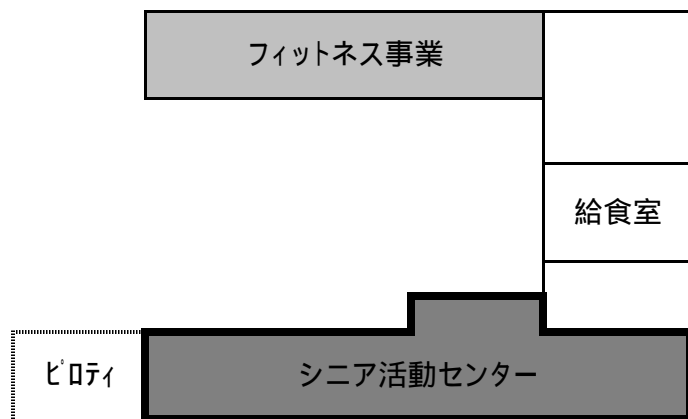 フィットネス事業
給食室
ﾋﾟﾛﾃｨ
シニア活動センター